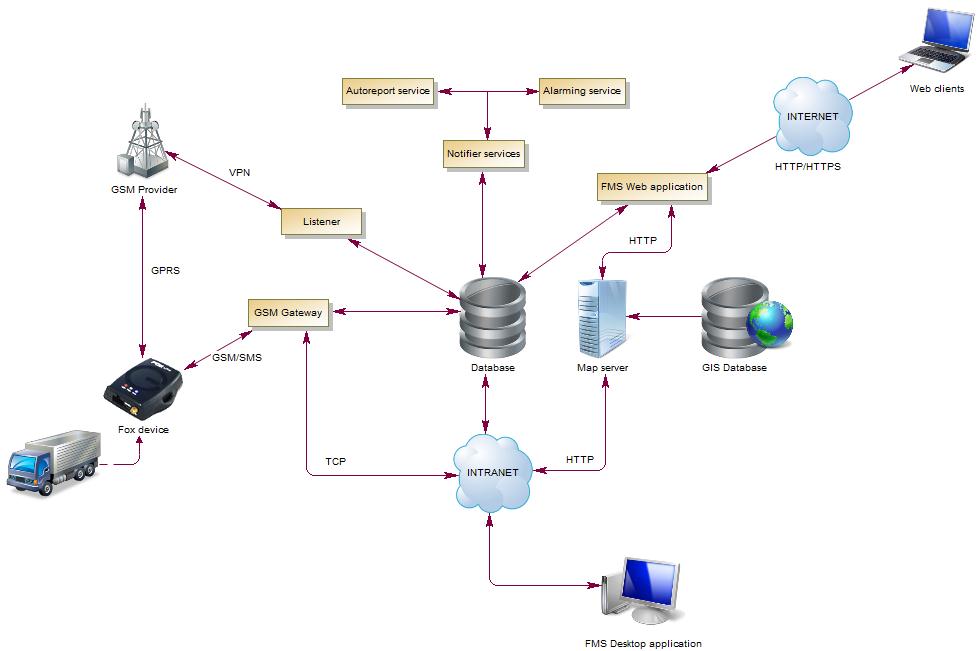 Web clients
Autoreport service
Alarming service
INTERNET
Notifier services
HTTP/HTTPS
VPN
GSM Provider
FMS Web application
Listener
HTTP
GPRS
GSM Gateway
GSM/SMS
Database
Map server
GIS Database
Fox device
TCP
INTRANET
HTTP
FMS Desktop application